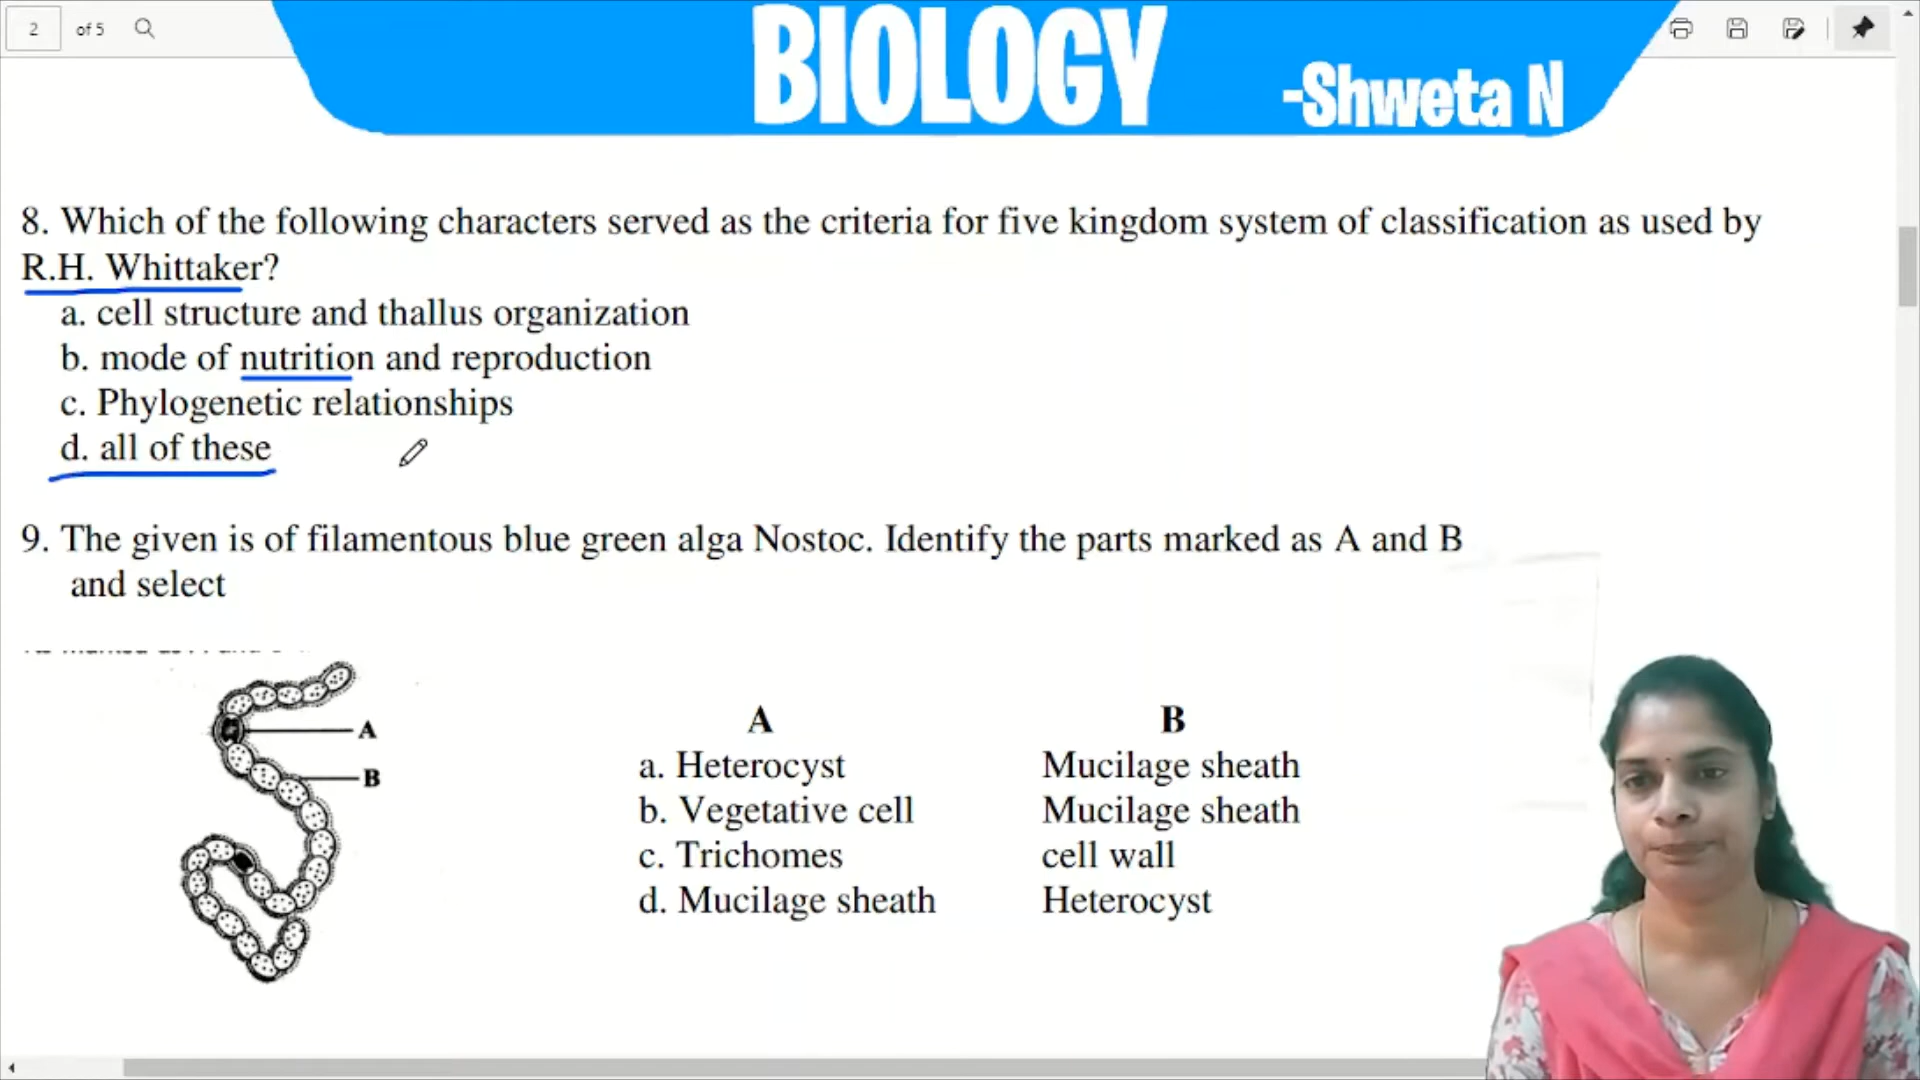 2 of 5
BIOLOGY
-Shweta N
8. Which of the following characters served as the criteria for five kingdom system of classification as used by
R.H. Whittaker?
a. cell structure and thallus organization
b. mode of nutrition and reproduction
c. Phylogenetic relationships
d. all of these
9. The given is of filamentous blue green alga Nostoc. Identify the parts marked as A and B
and select
A
B
A B
a. Heterocyst Mucilage sheath
b. Vegetative cell Mucilage sheath
c. Trichomes cell wall
d. Mucilage sheath Heterocyst